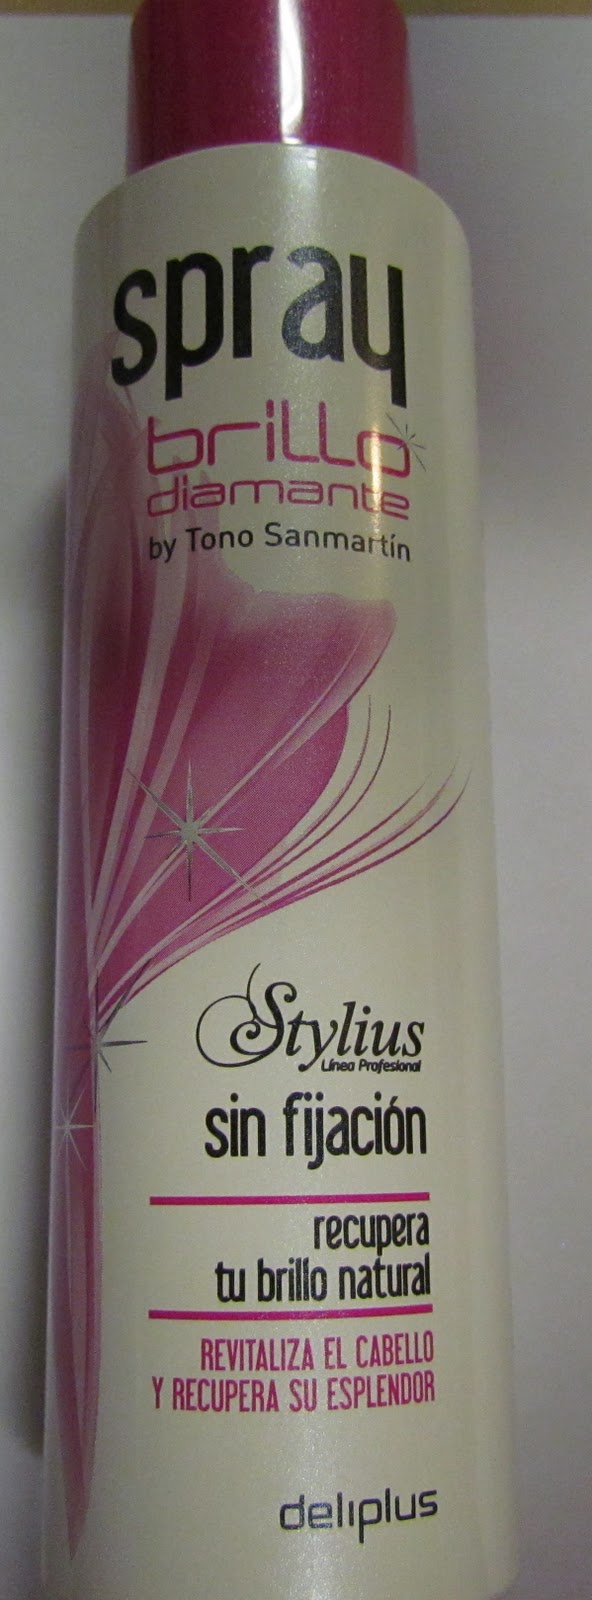 spray
brillo
diamante
by Tono Sanmartín
Stylius
Línea Profesional
sin fijación
recupera
tu brillo natural
REVITALIZA EL CABELLO
Y RECUPERA SU ESPLENDOR
deliplus